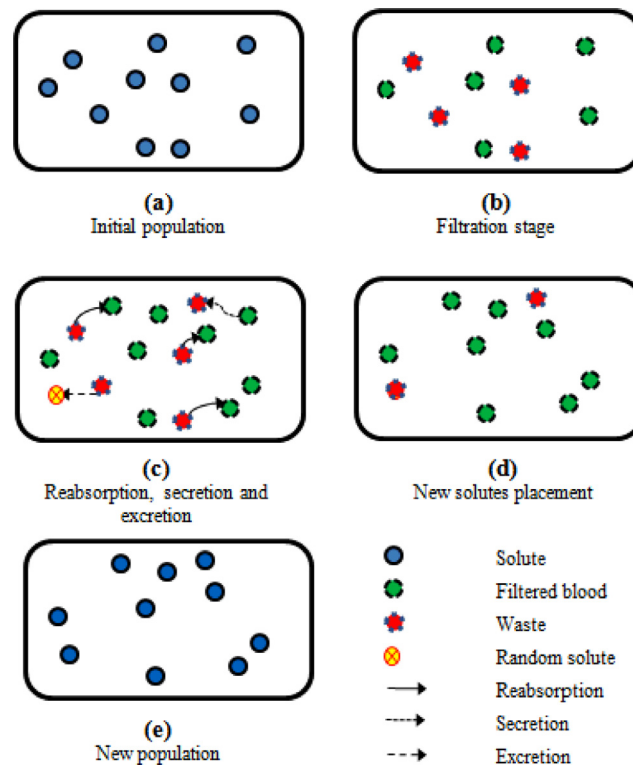 (a)
Initial population
(b)
Filtration stage
(c)
Reabsorption, secretion and
excretion
(d)
New solutes placement
(e)
New population
Solute
Filtered blood
Waste
Random solute
Reabsorption
Secretion
Excretion